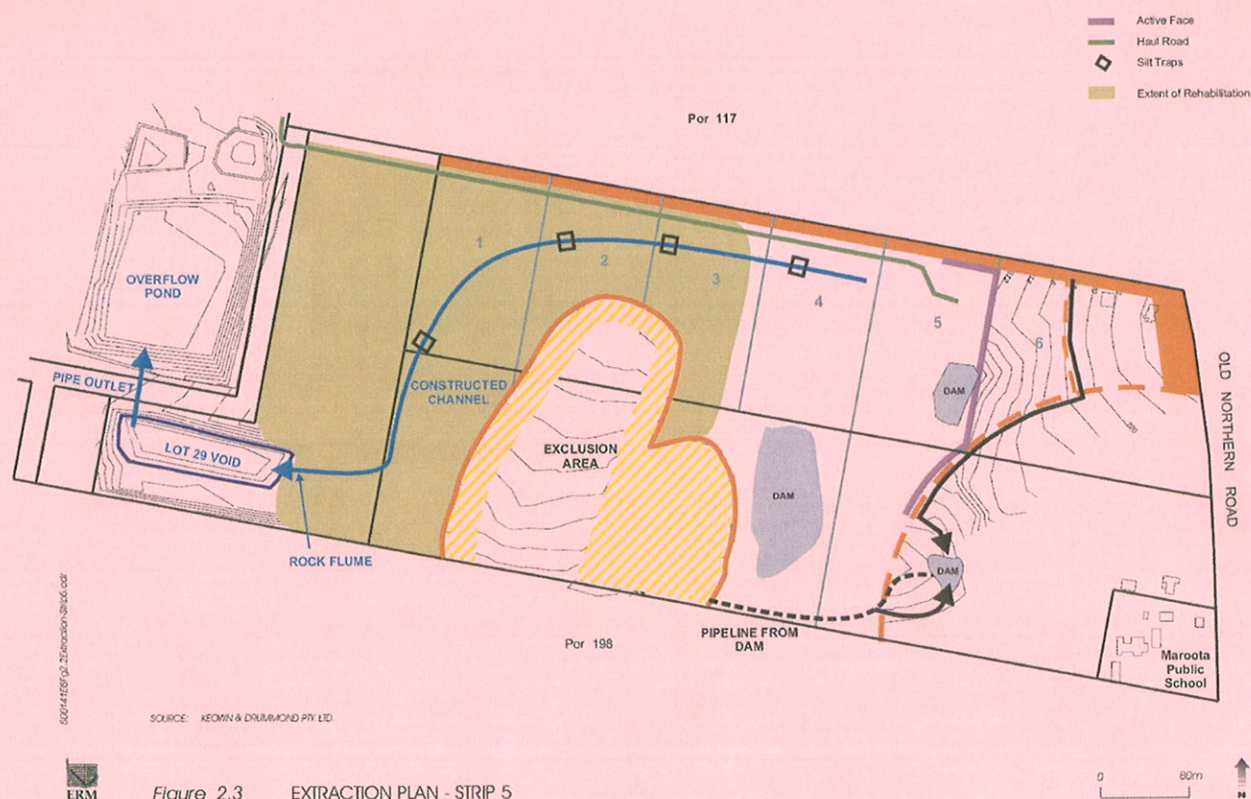 Active Face
Haul Road
Silt Traps
Extent of Rehabilitation
Por 117
1
2
3
4
5
6
OVERFLOW
POND
PIPE OUTLET
LOT 29 VOID
CONSTRUCTED
CHANNEL
EXCLUSION
AREA
DAM
DAM
DAM
ROCK FLUME
PIPELINE FROM
DAM
Por 198
OLD NORTHERN ROAD
Maroota
Public
School
SOURCE: KEOWN & DRUMMOND PTY. LTD.
0 60m
N
ERM
Figure 2.3 EXTRACTION PLAN - STRIP 5